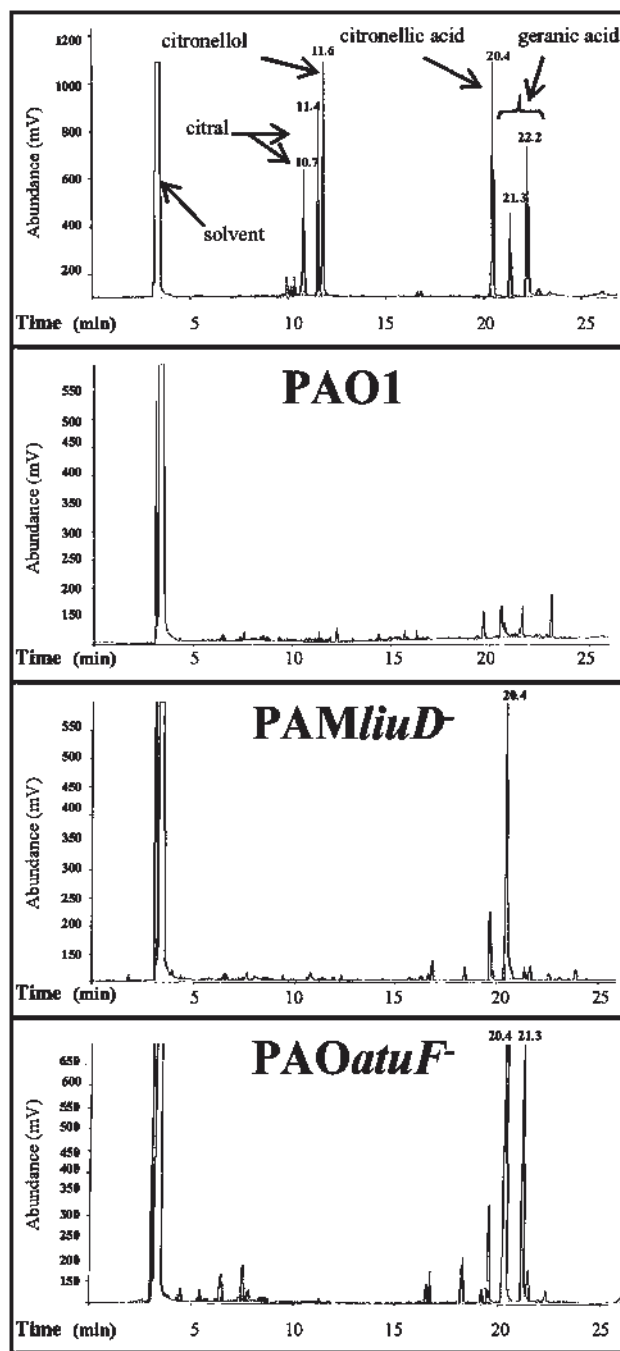 1200
1000
800
600
400
200
Abundance (mV)
citronellol
11.6
citronellic acid
20.4
geranic acid
11.4
citral
10.7
22.2
21.3
solvent
Time (min) 5 10 15 20 25
PAO1
550
500
450
400
350
300
250
200
150
Abundance (mV)
Time (min) 5 10 15 20 25
PAMliuD-
20.4
550
500
450
400
350
300
250
200
150
Abundance (mV)
Time (min) 5 10 15 20 25
PAOatuF-
20.4 21.3
650
600
550
500
450
400
350
300
250
200
150
Abundance (mV)
Time (min) 5 10 15 20 25